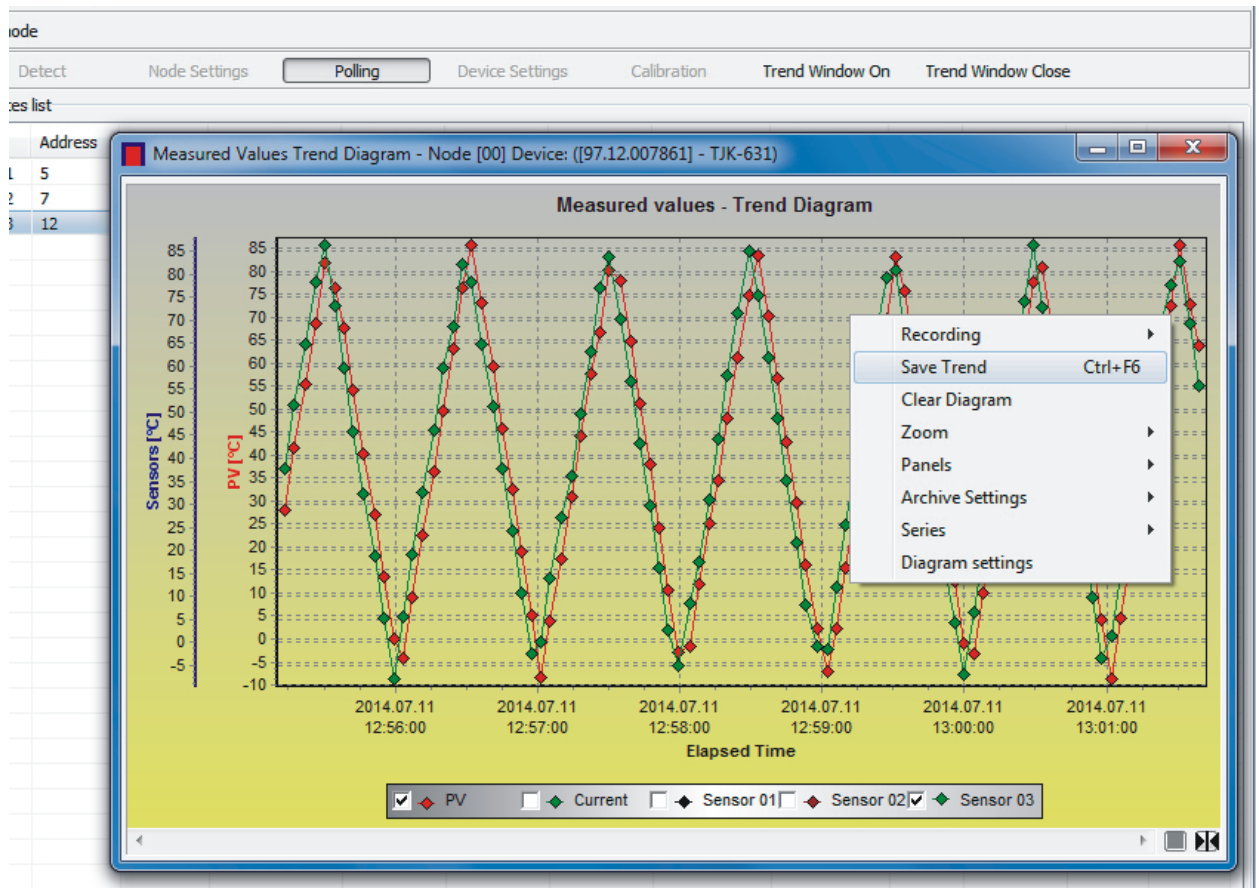 node
Detect Node Settings Polling Device Settings Calibration Trend Window On Trend Window Close
ces list
Address
1 5
2 7
3 12
Measured Values Trend Diagram - Node [00] Device: ([97.12.007861] - TJK-631)
Measured values - Trend Diagram
Sensors [°C]
85
80
75
70
65
60
55
50
45
40
35
30
25
20
15
10
5
0
-5
PV [°C]
85
80
75
70
65
60
55
50
45
40
35
30
25
20
15
10
5
0
-5
-10
Recording
Save Trend Ctrl+F6
Clear Diagram
Zoom
Panels
Archive Settings
Series
Diagram settings
2014.07.11 2014.07.11 2014.07.11 2014.07.11 2014.07.11 2014.07.11
12:56:00 12:57:00 12:58:00 12:59:00 13:00:00 13:01:00
Elapsed Time
PV Current Sensor 01 Sensor 02 Sensor 03